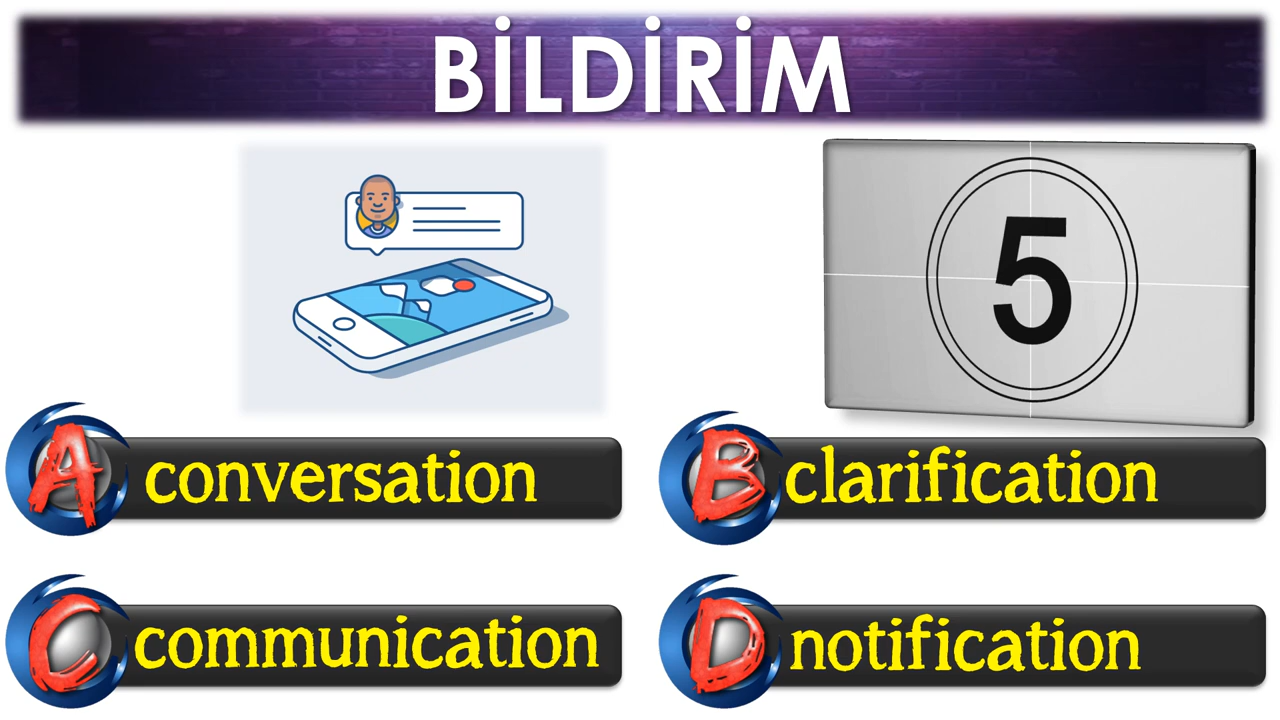 BİLDİRİM
5
A conversation
B clarification
C communication
D notification